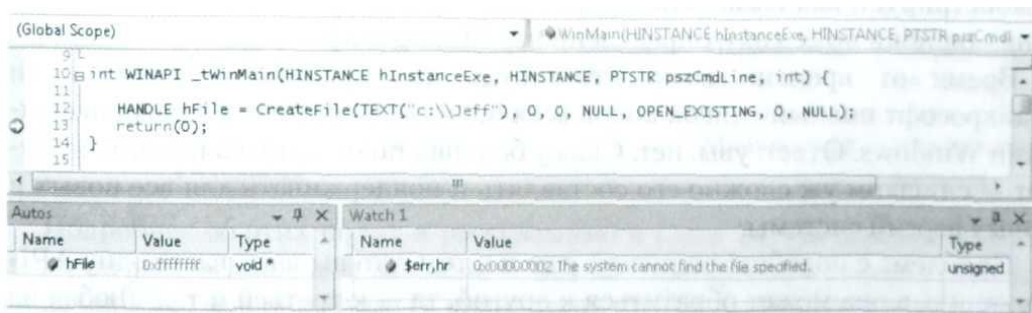 (Global Scope) WinMain(HINSTANCE hInstanceExe, HINSTANCE, PTSTR pszCmdl
9
10 int WINAPI _tWinMain(HINSTANCE hInstanceExe, HINSTANCE, PTSTR pszCmdLine, int) {
11
12 HANDLE hFile = CreateFile(TEXT("c:\\Jeff"), 0, 0, NULL, OPEN_EXISTING, 0, NULL);
13 return(0);
14 }
15
Autos
Name Value Type
hFile 0xffffffff void *
Watch 1
Name Value Type
$err,hr 0x00000002 The system cannot find the file specified. unsigned